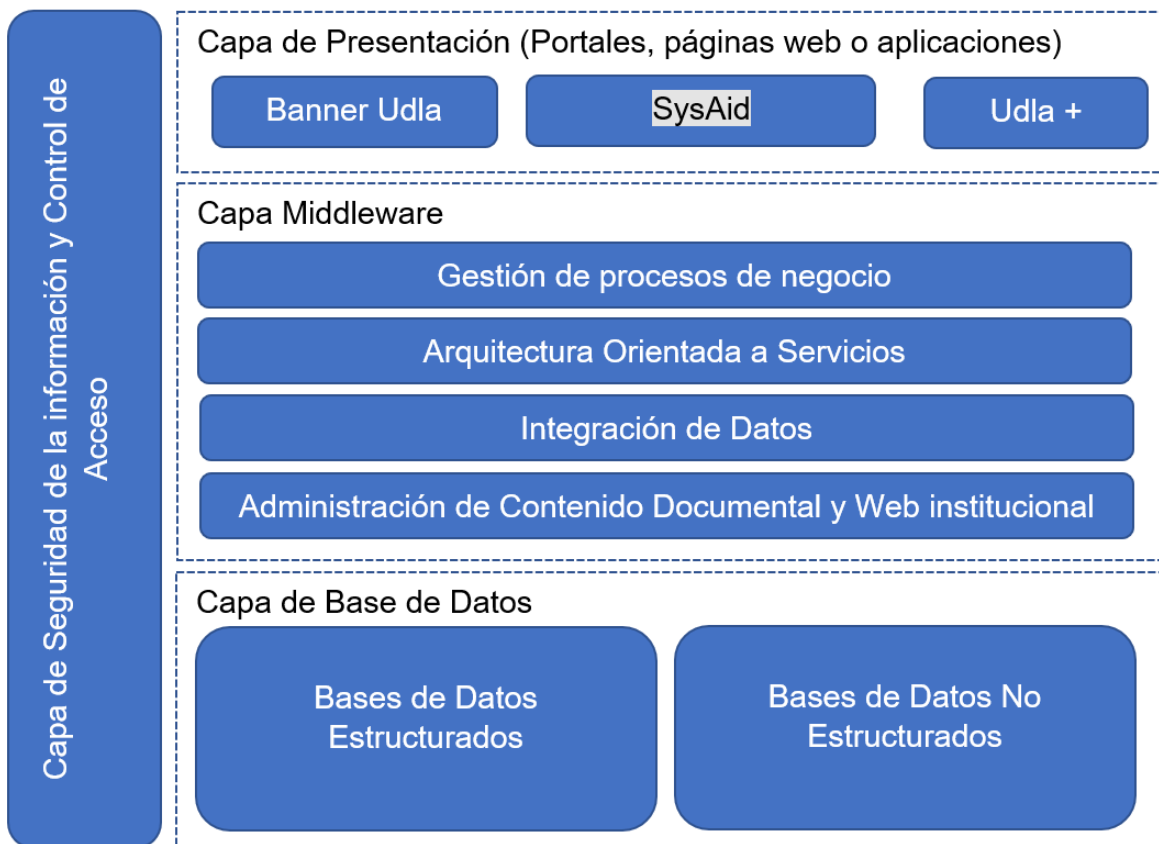 Capa de Seguridad de la información y Control de
Acceso
Capa de Presentación (Portales, páginas web o aplicaciones)
Banner Udla
SysAid
Udla +
Capa Middleware
Gestión de procesos de negocio
Arquitectura Orientada a Servicios
Integración de Datos
Administración de Contenido Documental y Web institucional
Capa de Base de Datos
Bases de Datos
Estructurados
Bases de Datos No
Estructurados